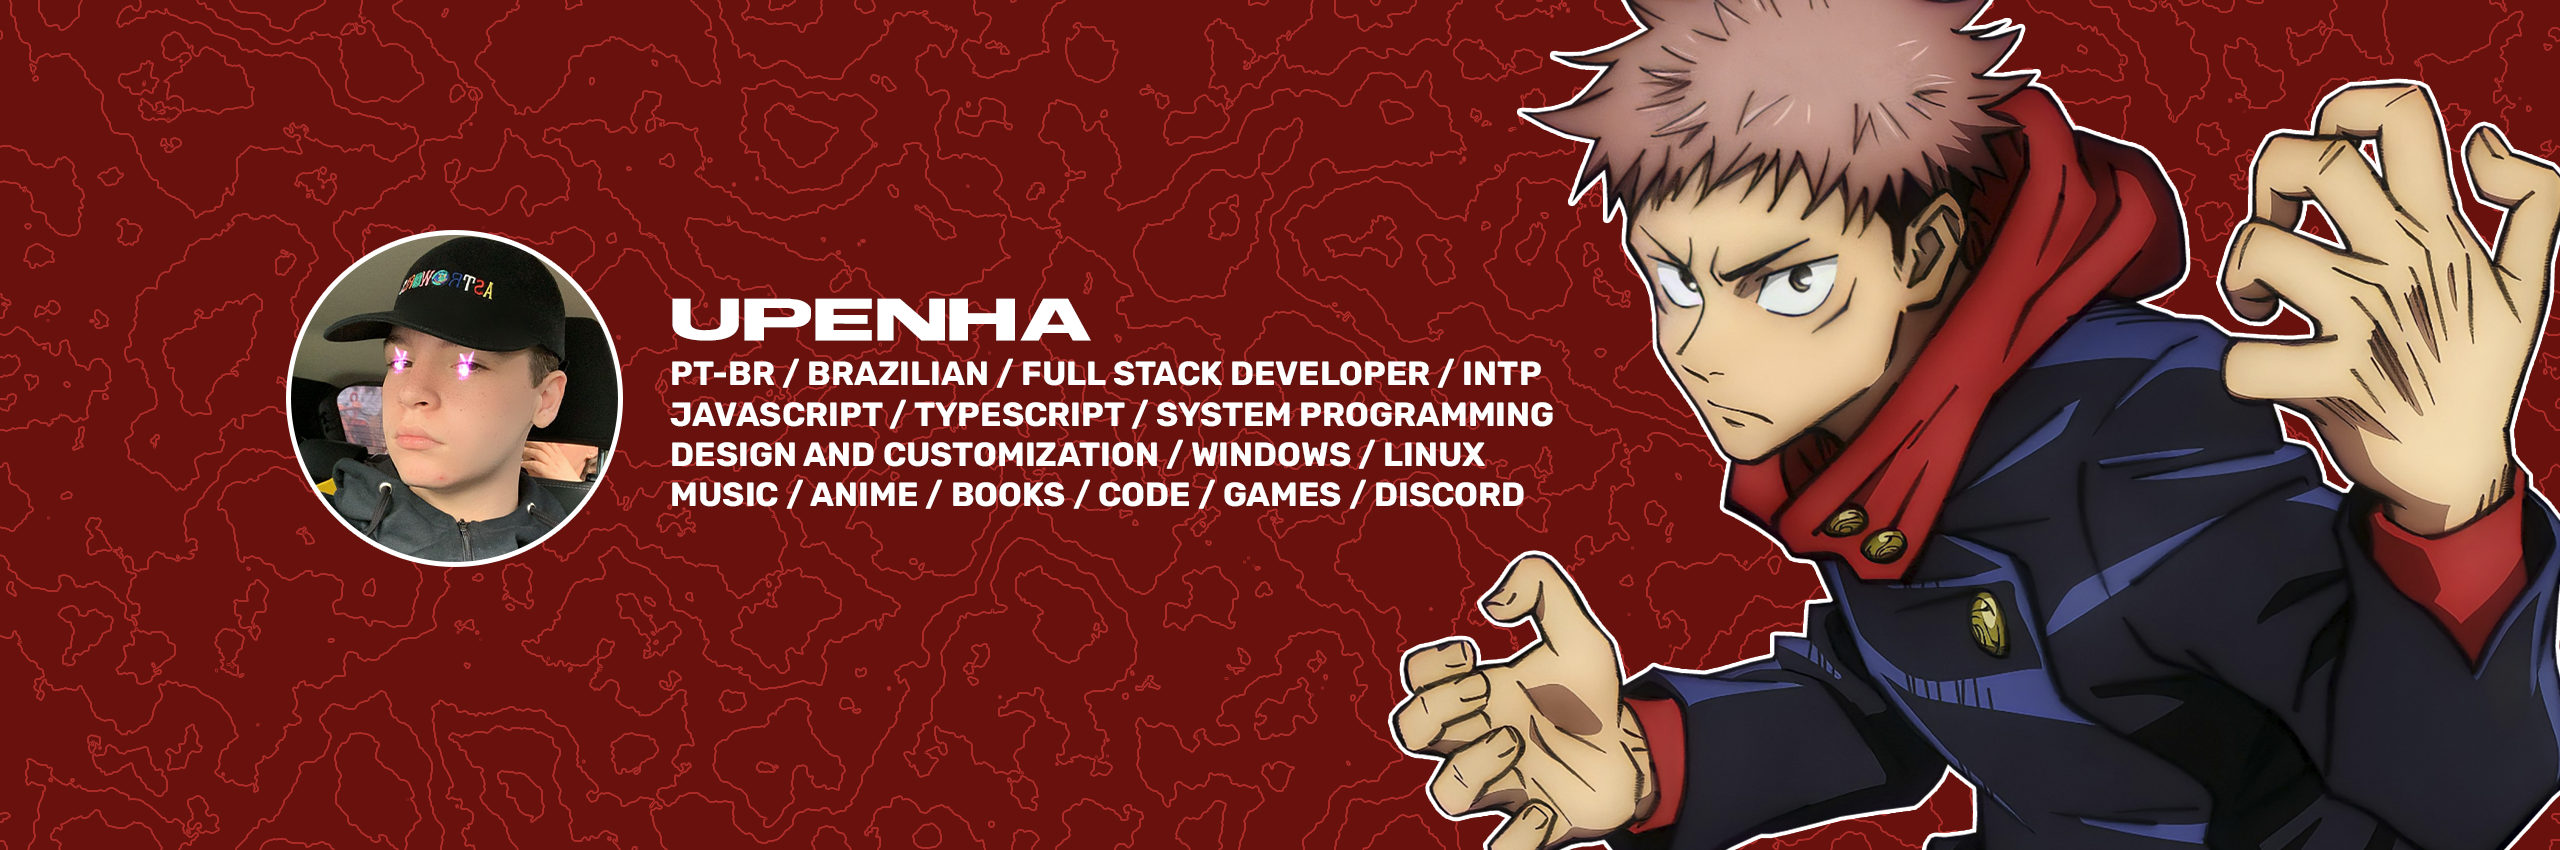 ASTROWORLD
UPENHA
PT-BR / BRAZILIAN / FULL STACK DEVELOPER / INTP
JAVASCRIPT / TYPESCRIPT / SYSTEM PROGRAMMING
DESIGN AND CUSTOMIZATION / WINDOWS / LINUX
MUSIC / ANIME / BOOKS / CODE / GAMES / DISCORD